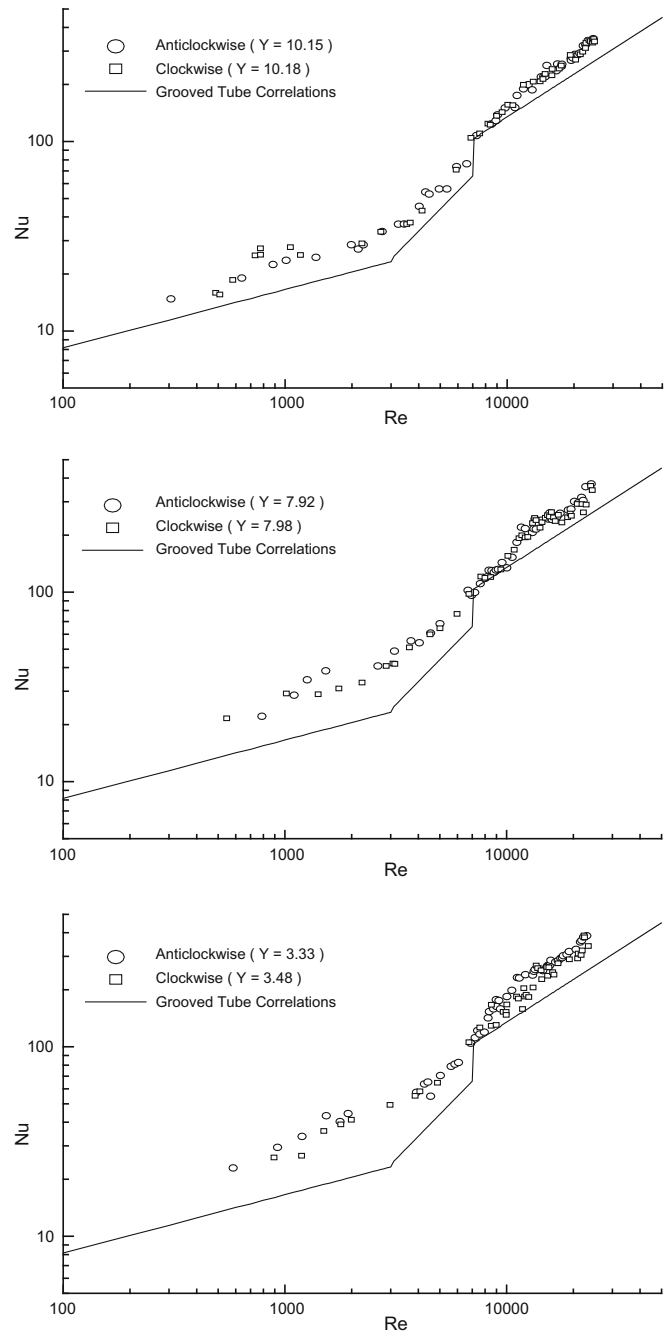 Anticlockwise ( Y = 10.15 )
Clockwise ( Y = 10.18 )
Grooved Tube Correlations
100
10
Nu
100
1000
10000
Re
Anticlockwise ( Y = 7.92 )
Clockwise ( Y = 7.98 )
Grooved Tube Correlations
100
10
Nu
100
1000
10000
Re
Anticlockwise ( Y = 3.33 )
Clockwise ( Y = 3.48 )
Grooved Tube Correlations
100
10
Nu
100
1000
10000
Re